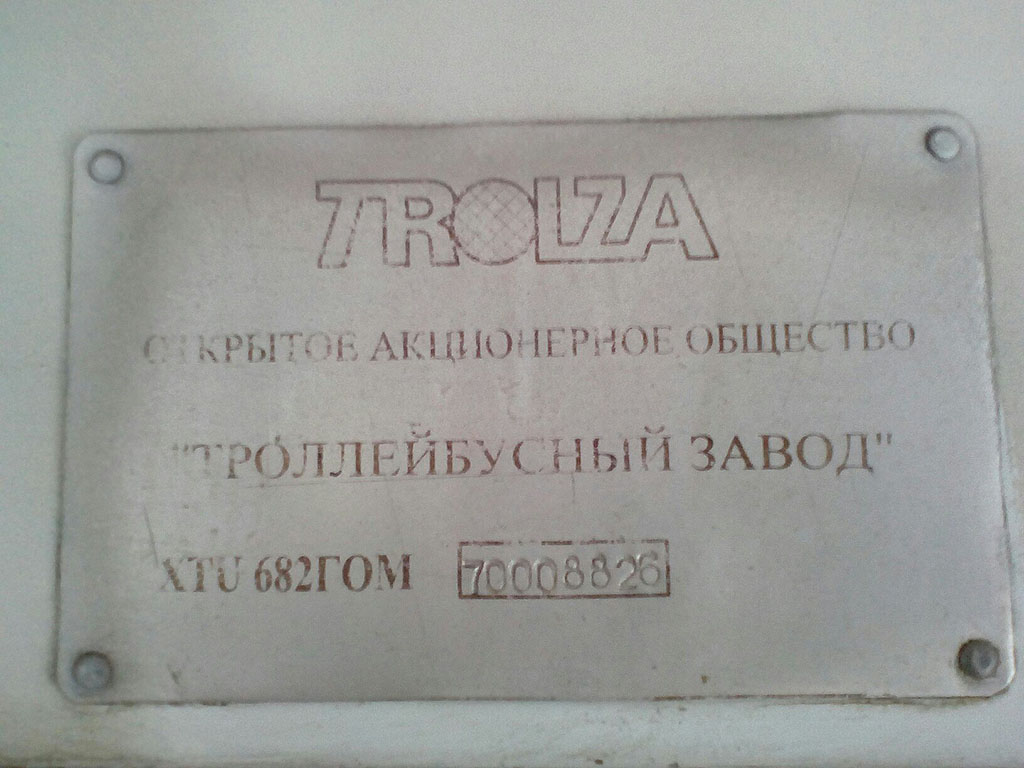 TROLZA
ОТКРЫТОЕ АКЦИОНЕРНОЕ ОБЩЕСТВО
"ТРОЛЛЕЙБУСНЫЙ ЗАВОД"
XTU 682ГОМ 70008826